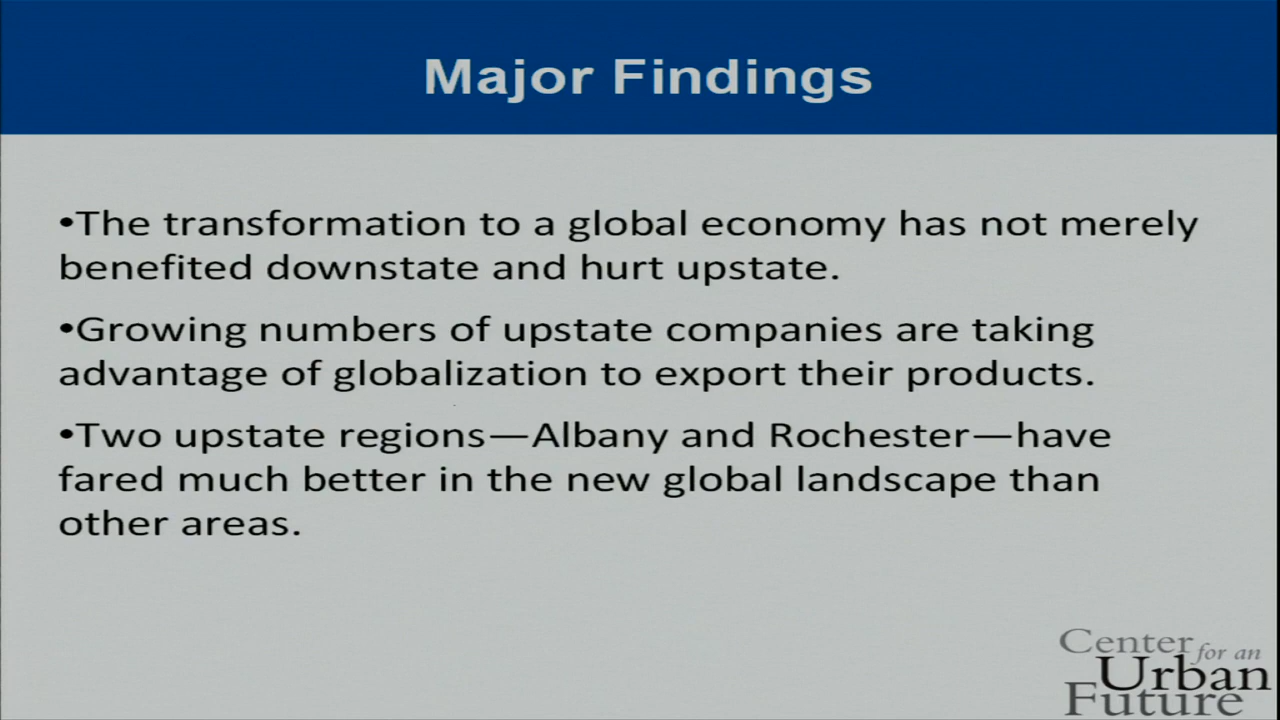 Major Findings
•The transformation to a global economy has not merely
benefited downstate and hurt upstate.
•Growing numbers of upstate companies are taking
advantage of globalization to export their products.
•Two upstate regions—Albany and Rochester—have
fared much better in the new global landscape than
other areas.
Center for an
Urban
Future